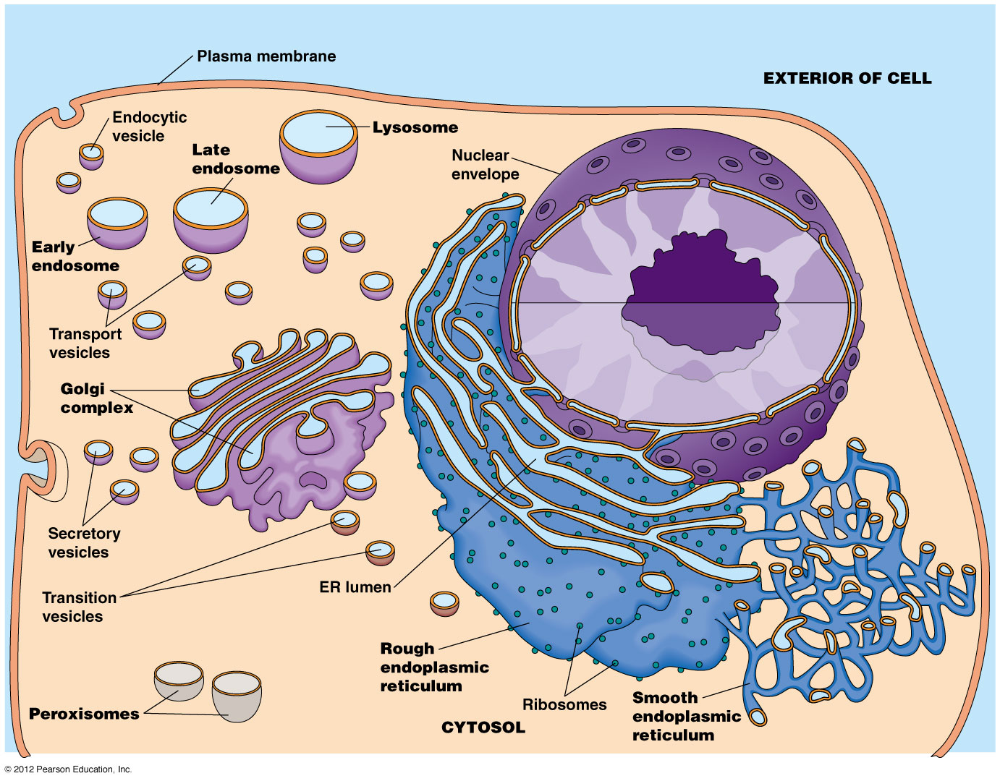 Plasma membrane
EXTERIOR OF CELL
Endocytic
vesicle
Lysosome
Late
endosome
Nuclear
envelope
Early
endosome
Transport
vesicles
Golgi
complex
Secretory
vesicles
ER lumen
Transition
vesicles
Rough
endoplasmic
reticulum
Ribosomes
Smooth
endoplasmic
reticulum
Peroxisomes
CYTOSOL
© 2012 Pearson Education, Inc.